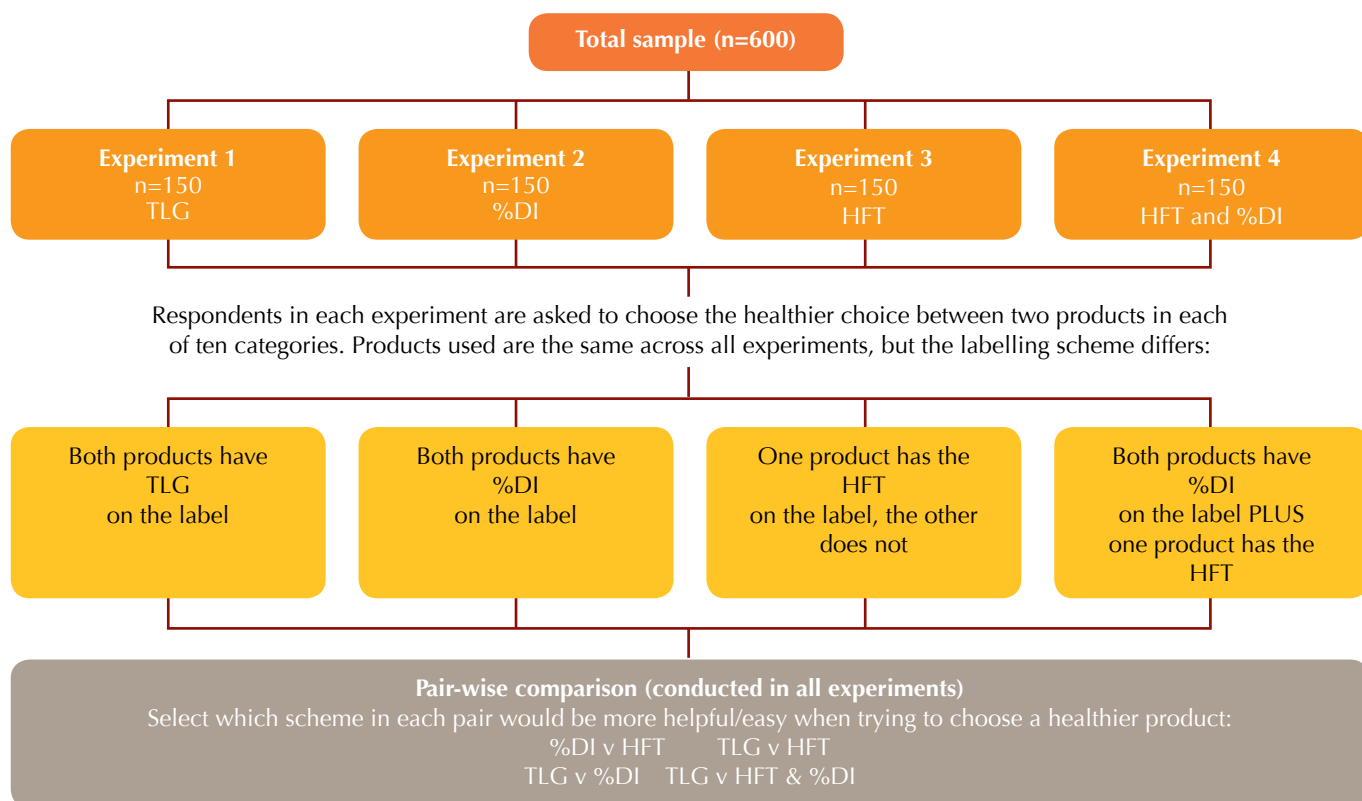 Total sample (n=600)
Experiment 1
n=150
TLG
Experiment 2
n=150
%DI
Experiment 3
n=150
HFT
Experiment 4
n=150
HFT and %DI
Respondents in each experiment are asked to choose the healthier choice between two products in each
of ten categories. Products used are the same across all experiments, but the labelling scheme differs:
Both products have
TLG
on the label
Both products have
%DI
on the label
One product has the
HFT
on the label, the other
does not
Both products have
%DI
on the label PLUS
one product has the
HFT
Pair-wise comparison (conducted in all experiments)
Select which scheme in each pair would be more helpful/easy when trying to choose a healthier product:
%DI v HFT TLG v HFT
TLG v %DI TLG v HFT & %DI